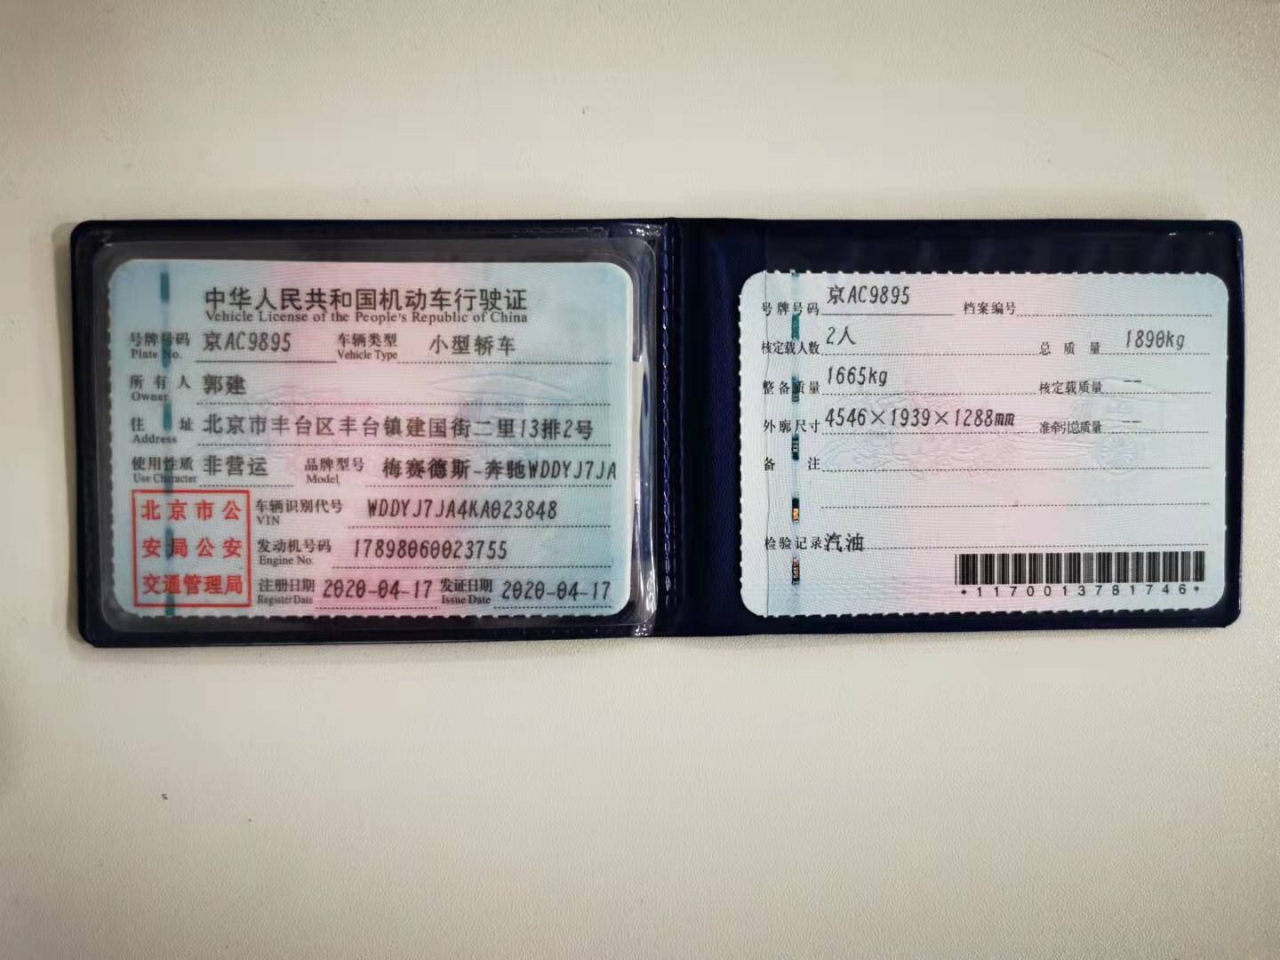 中华人民共和国机动车行驶证
Vehicle License of the People's Republic of China
号牌号码 京AC9895 车辆类型 小型轿车
Plate No. Vehicle Type
所有人 郭建
Owner
住址 北京市丰台区丰台镇建国街二里13排2号
Address
使用性质 非营运 品牌型号 梅赛德斯-奔驰WDDYJ7JA
Use Character Model
北京市公
安局公安
交通管理局
车辆识别代号 WDDYJ7JA4KA023848
VIN
发动机号码 17898060023755
Engine No.
注册日期 2020-04-17 发证日期 2020-04-17
Register Date Issue Date
号牌号码 京AC9895 档案编号
核定载人数 2人 总质量 1890kg
整备质量 1665kg 核定载质量 --
外廓尺寸 4546×1939×1288mm 准牵引总质量 --
备注
检验记录 汽油
*1170013781746*